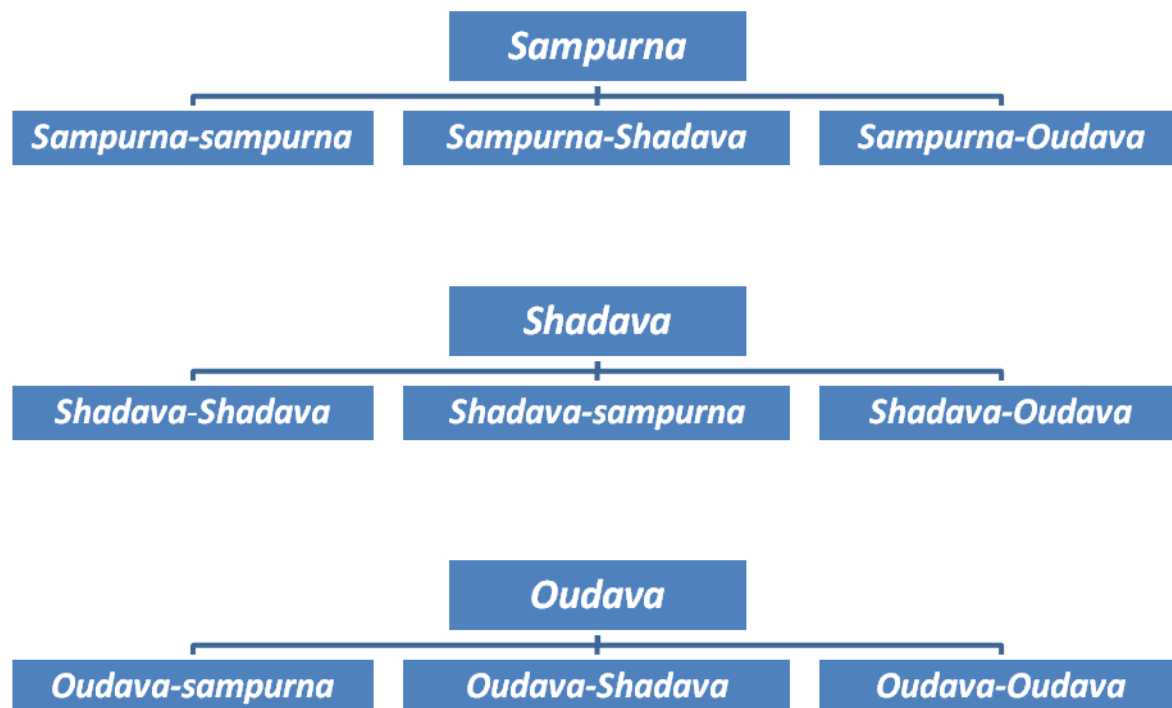 Sampurna
Sampurna-sampurna
Sampurna-Shadava
Sampurna-Oudava
Shadava
Shadava-Shadava
Shadava-sampurna
Shadava-Oudava
Oudava
Oudava-sampurna
Oudava-Shadava
Oudava-Oudava